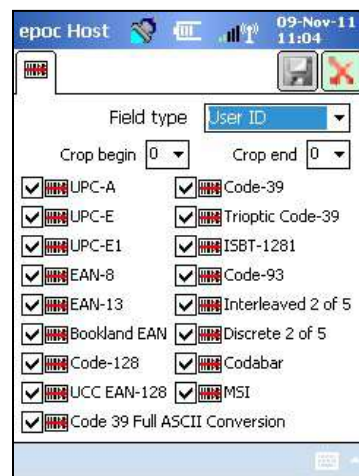 epoc Host 09-Nov-11
11:04
Field type User ID
Crop begin 0 Crop end 0
UPC-A Code-39
UPC-E Trioptic Code-39
UPC-E1 ISBT-1281
EAN-8 Code-93
EAN-13 Interleaved 2 of 5
Bookland EAN Discrete 2 of 5
Code-128 Codabar
UCC EAN-128 MSI
Code 39 Full ASCII Conversion